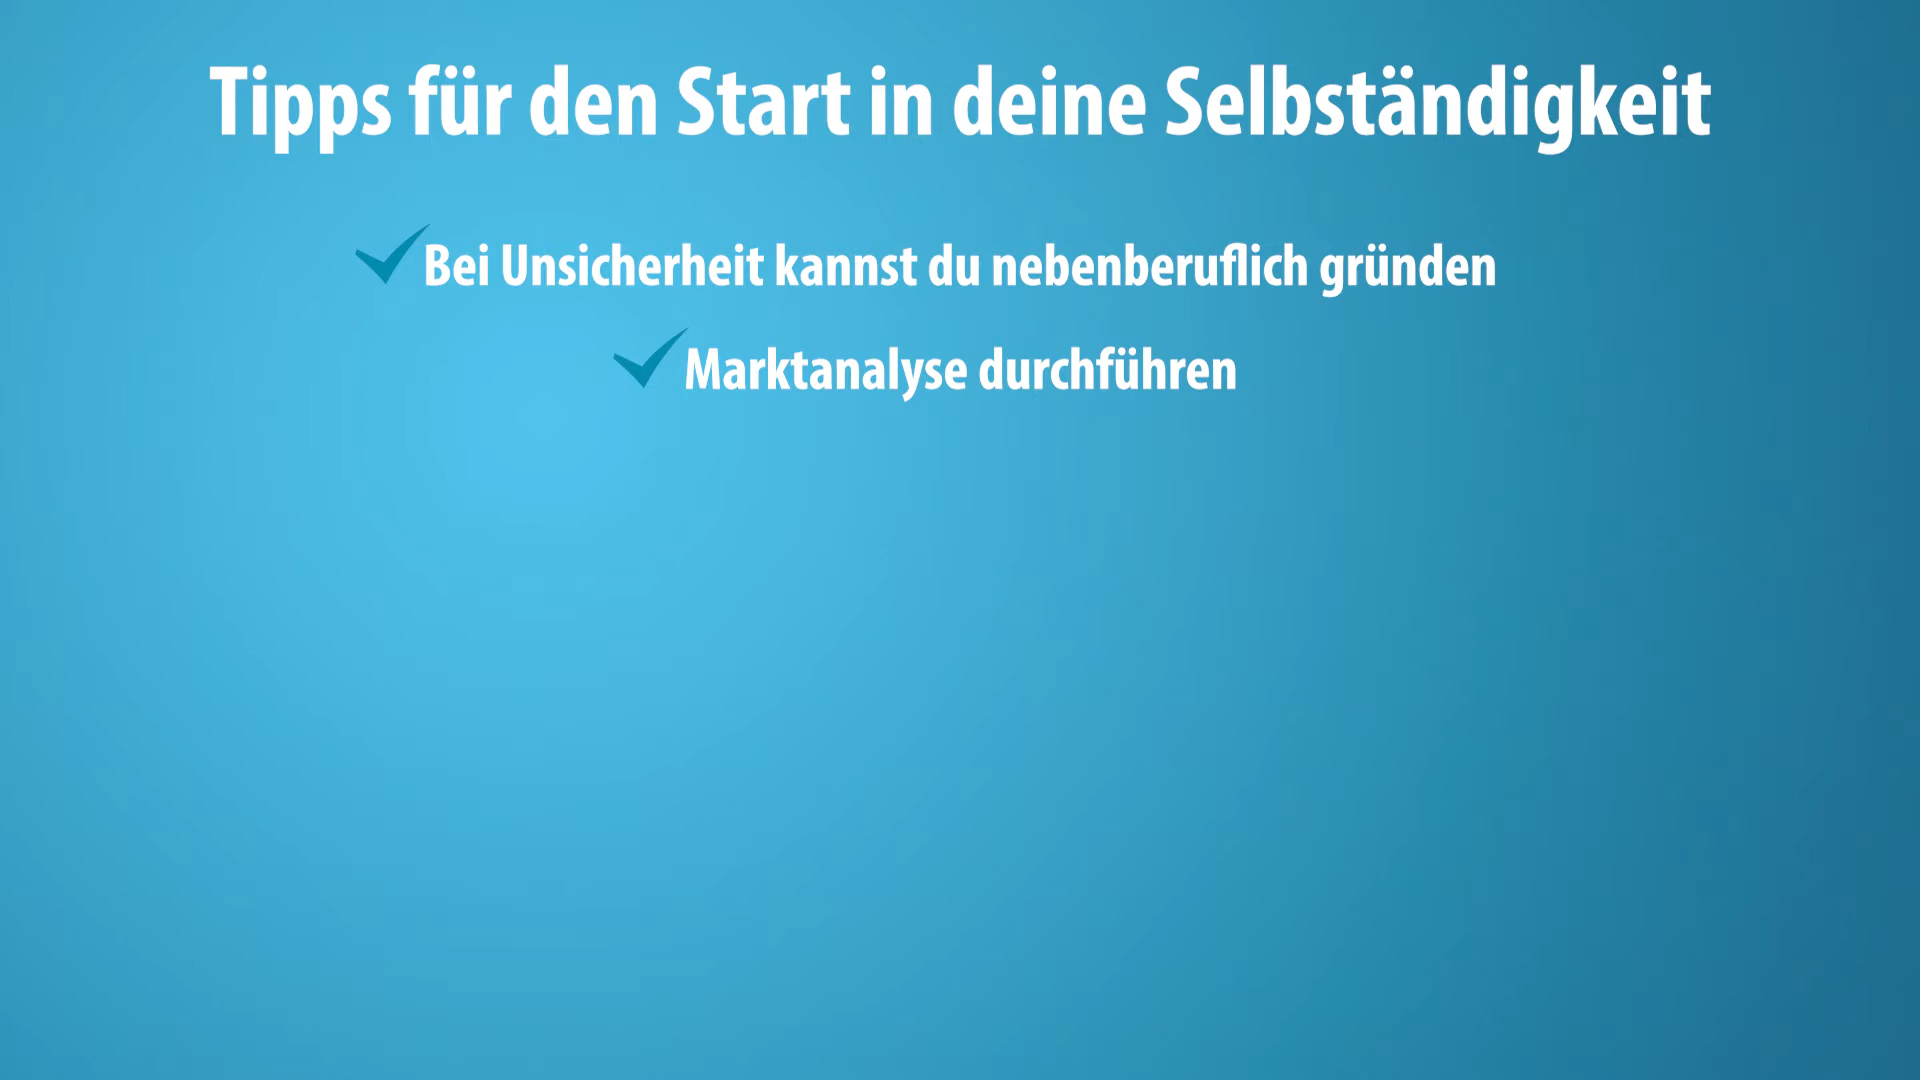 Tipps für den Start in deine Selbständigkeit
Bei Unsicherheit kannst du nebenberuflich gründen
Marktanalyse durchführen